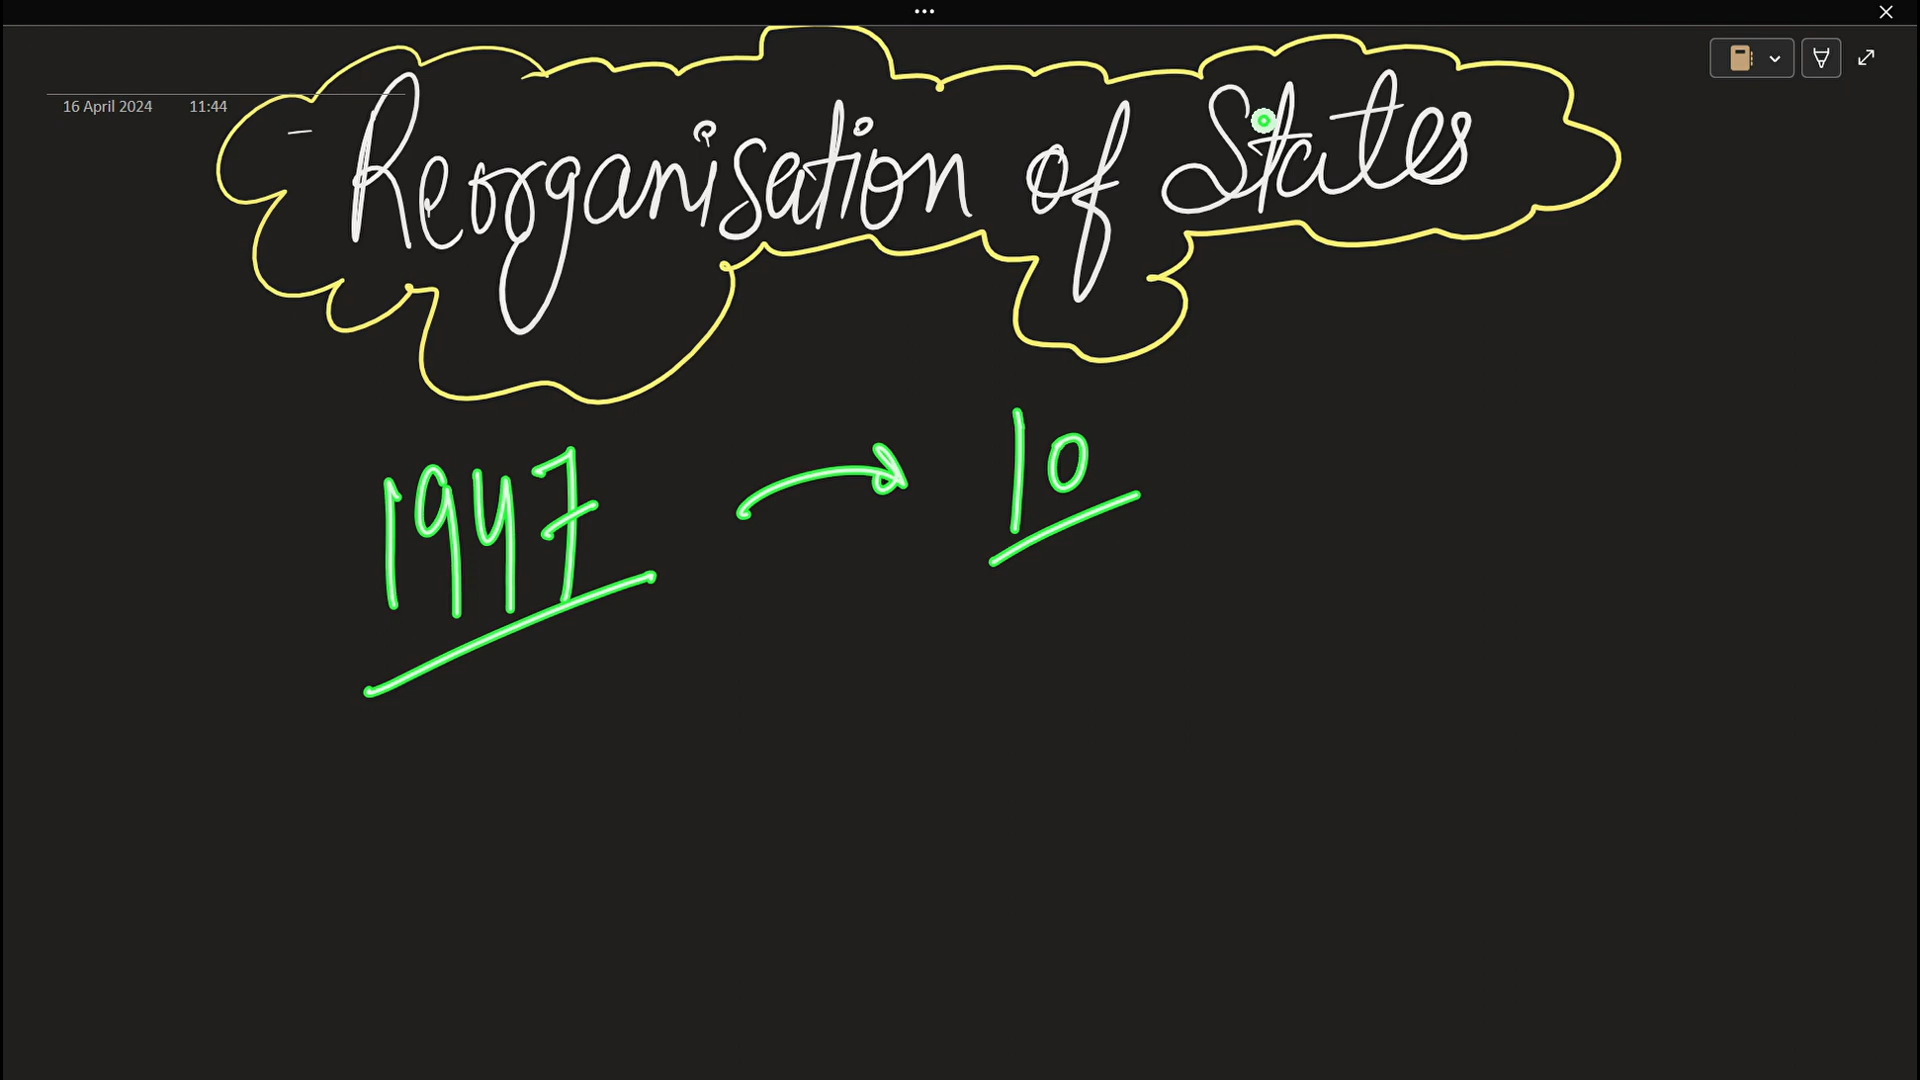 16 April 2024 11:44
- Reorganisation of States
1947 → 10